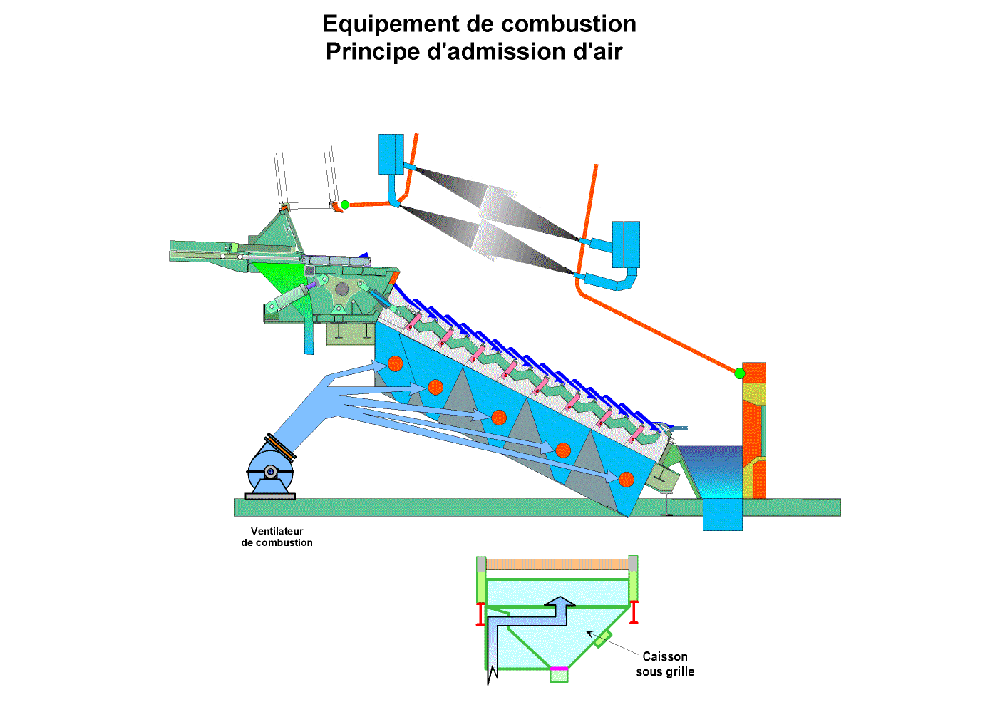 Equipement de combustion
Principe d'admission d'air
Ventilateur
de combustion
Caisson
sous grille